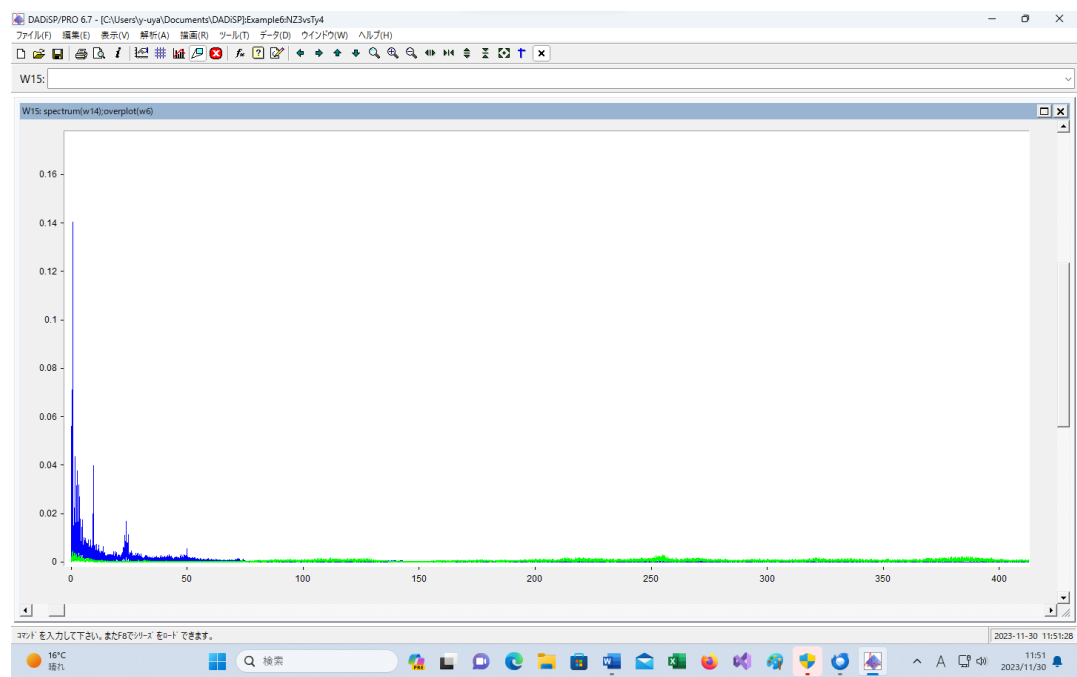 DADiSP/PRO 6.7 - [C:\Users\y-uya\Documents\DADiSP]:Example6:NZ3vsTy4
ファイル(F) 編集(E) 表示(V) 解析(A) 描画(R) ツール(T) データ(D) ウインドウ(W) ヘルプ(H)
W15:
W15: spectrum(w14);overplot(w6)
0.16
0.14
0.12
0.1
0.08
0.06
0.04
0.02
0
0 50 100 150 200 250 300 350 400
コマンド を入力して下さい。またF8でシリーズ をロード できます。
2023-11-30 11:51:28
16°C
晴れ
検索
A
11:51
2023/11/30